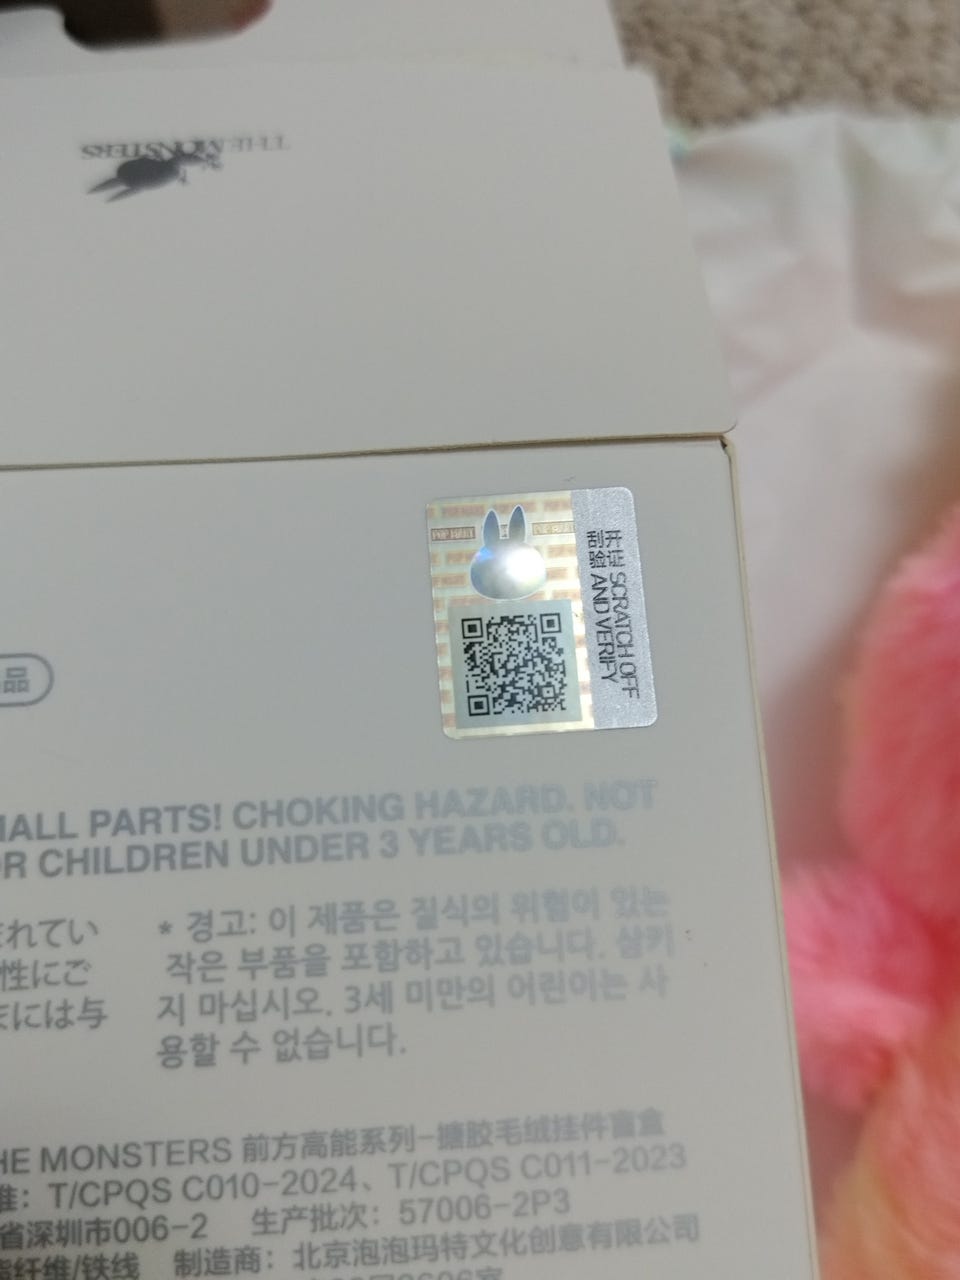 THE MONSTERS
POP MART
POP MART
开 SCRATCH OFF
刮验 AND VERIFY
品
MALL PARTS! CHOKING HAZARD. NOT
OR CHILDREN UNDER 3 YEARS OLD.
まれてい
性にご
まには与
* 경고: 이 제품은 질식의 위험이 있는
작은 부품을 포함하고 있습니다. 삼키
지 마십시오. 3세 미만의 어린이는 사
용할 수 없습니다.
HE MONSTERS 前方高能系列-搪胶毛绒挂件盲盒
准: T/CPQS C010-2024、T/CPQS C011-2023
省深圳市006-2 生产批次: 57006-2P3
纤维/铁线 制造商: 北京泡泡玛特文化创意有限公司